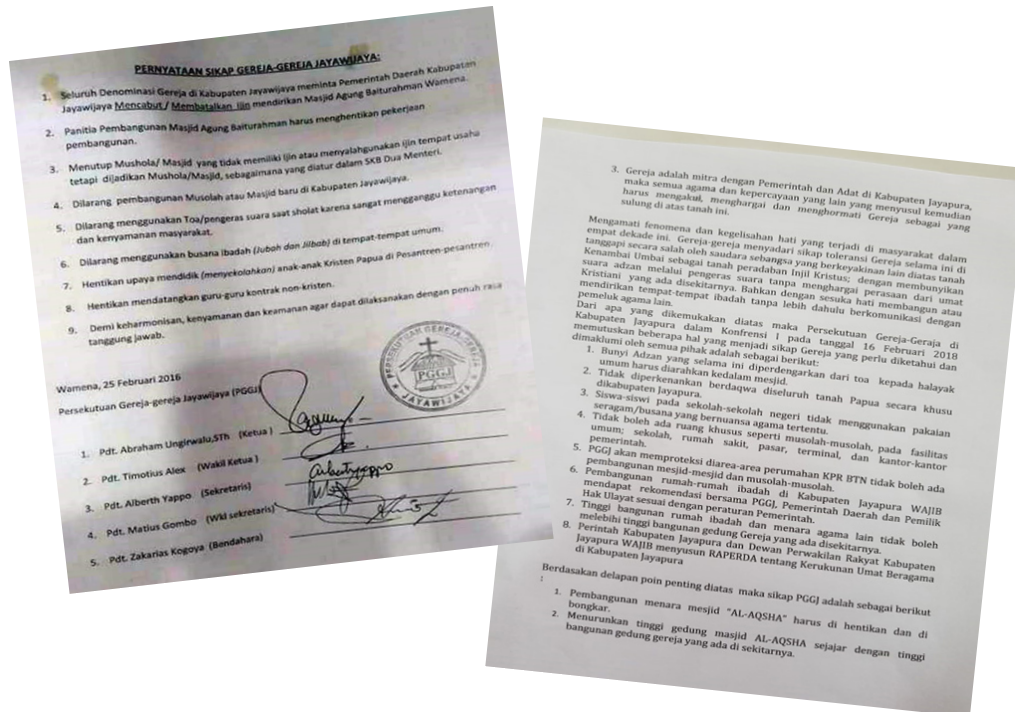 PERNYATAAN SIKAP GEREJA-GEREJA JAYAWIJAYA:
1. Seluruh Denominasi Gereja di Kabupaten Jayawijaya meminta Pemerintah Daerah Kabupatan
Jayawijaya Mencabut / Membatalkan Ijin mendirikan Masjid Agung Baiturahman Wamena.
2. Panitia Pembangunan Masjid Agung Baiturahman harus menghentikan pekerjaan
pembangunan.
3. Menutup Mushola/ Masjid yang tidak memiliki Ijin atau menyalahgunakan ijin tempat usaha
tetapi dijadikan Mushola/Masjid, sebagaimana yang diatur dalam SKB Dua Menteri.
4. Dilarang pembangunan Musolah atau Masjid baru di Kabupaten Jayawijaya.
5. Dilarang menggunakan Toa/pengeras suara saat sholat karena sangat mengganggu ketenangan
dan kenyamanan masyarakat.
6. Dilarang menggunakan busana ibadah (Jubah dan Jilbab) di tempat-tempat umum.
7. Hentikan upaya mendidik (menyekolahkan) anak-anak Kristen Papua di Pesantren-pesantren.
8. Hentikan mendatangkan guru-guru kontrak non-kristen.
9. Demi keharmonisan, kenyamanan dan keamanan agar dapat dilaksanakan dengan penuh rasa
tanggung jawab.
Wamena, 25 Februari 2016
Persekutuan Gereja-gereja Jayawijaya (PGGJ)
PERSEKUTUAN GEREJA-GEREJA
PGGJ
JAYAWIJAYA
1. Pdt. Abraham Ungirwalu,STh (Ketua )
2. Pdt. Timotius Alex (Wakil Ketua )
3. Pdt. Alberth Yappo (Sekretaris)
4. Pdt. Matius Gombo (Wkl sekretaris)
5. Pdt. Zakarias Kogoya (Bendahara)
3. Gereja adalah mitra dengan Pemerintah dan Adat di Kabupaten Jayapura,
maka semua agama dan kepercayaan yang lain yang menyusul kemudian
harus mengakui, menghargai dan menghormati Gereja sebagai yang
sulung di atas tanah ini.
Mengamati fenomena dan kegelisahan hati yang terjadi di masyarakat dalam
empat dekade ini. Gereja-gereja menyadari sikap toleransi Gereja selama ini di
tanggapi secara salah oleh saudara sebangsa yang berkeyakinan lain diatas tanah
Kenambai Umbai sebagai tanah peradaban Injil Kristus; dengan membunyikan
suara adzan melalui pengeras suara tanpa menghargai perasaan dari umat
Kristiani yang ada disekitarnya. Bahkan dengan sesuka hati membangun atau
mendirikan tempat-tempat ibadah tanpa lebih dahulu berkomunikasi dengan
pemeluk agama lain.
Dari apa yang dikemukakan diatas maka Persekutuan Gereja-Geraja di
Kabupaten Jayapura dalam Konfrensi I pada tanggal 16 Februari 2018
memutuskan beberapa hal yang menjadi sikap Gereja yang perlu diketahui dan
dimaklumi oleh semua pihak adalah sebagai berikut:
1. Bunyi Adzan yang selama ini diperdengarkan dari toa kepada halayak
umum harus diarahkan kedalam mesjid.
2. Tidak diperkenankan berdaqwa diseluruh tanah Papua secara khusu
dikabupaten Jayapura.
3. Siswa-siswi pada sekolah-sekolah negeri tidak menggunakan pakaian
seragam/busana yang bernuansa agama tertentu.
4. Tidak boleh ada ruang khusus seperti musolah-musolah, pada fasilitas
umum; sekolah, rumah sakit, pasar, terminal, dan kantor-kantor
pemerintah.
5. PGGJ akan memproteksi diarea-area perumahan KPR BTN tidak boleh ada
pembangunan mesjid-mesjid dan musolah-musolah.
6. Pembangunan rumah-rumah ibadah di Kabupaten Jayapura WAJIB
mendapat rekomendasi bersama PGGJ, Pemerintah Daerah dan Pemilik
Hak Ulayat sesuai dengan peraturan Pemerintah.
7. Tinggi bangunan rumah ibadah dan menara agama lain tidak boleh
melebihi tinggi bangunan gedung Gereja yang ada disekitarnya.
8. Perintah Kabupaten Jayapura dan Dewan Perwakilan Rakyat Kabupaten
Jayapura WAJIB menyusun RAPERDA tentang Kerukunan Umat Beragama
di Kabupaten Jayapura
Berdasakan delapan poin penting diatas maka sikap PGGJ adalah sebagai berikut
:
1. Pembangunan menara mesjid "AL-AQSHA" harus di hentikan dan di
bongkar.
2. Menurunkan tinggi gedung masjid AL-AQSHA sejajar dengan tinggi
bangunan gedung gereja yang ada di sekitarnya.